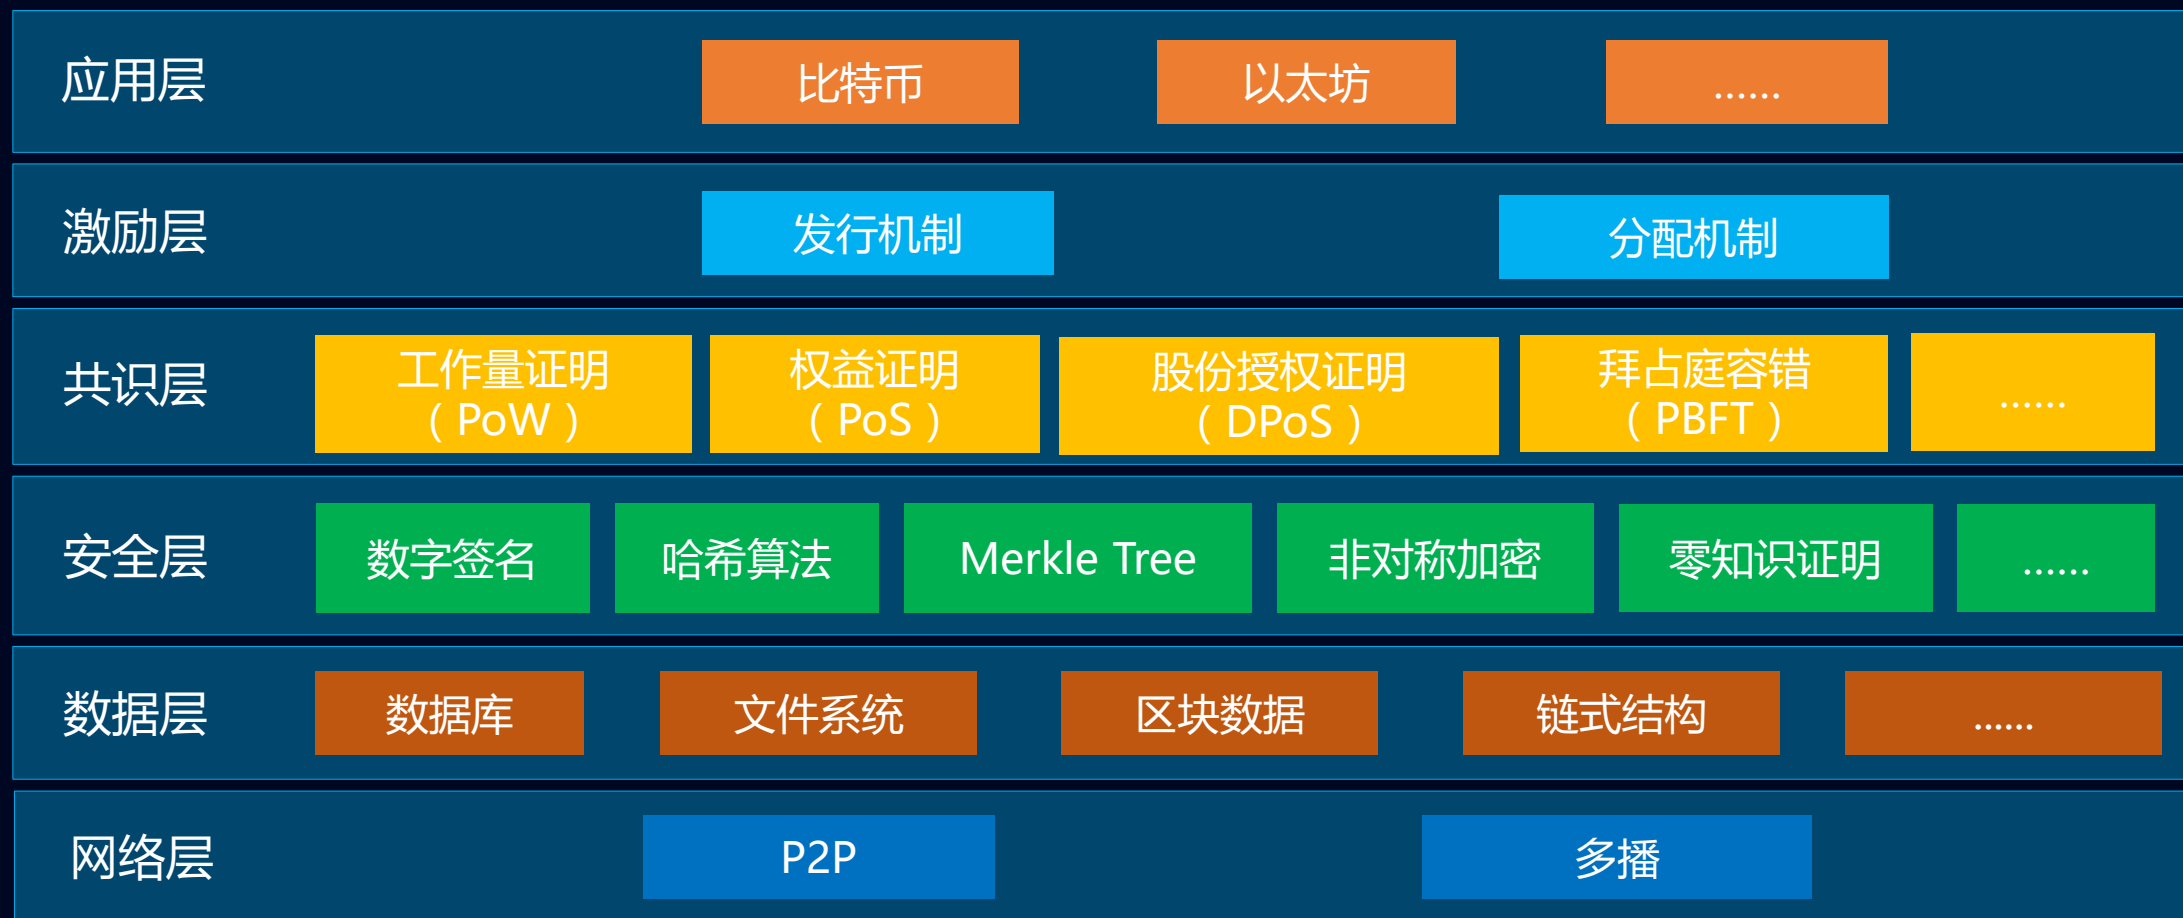 应用层
比特币
以太坊
……
激励层
发行机制
分配机制
共识层
工作量证明
（PoW）
权益证明
（PoS）
股份授权证明
（DPoS）
拜占庭容错
（PBFT）
……
安全层
数字签名
哈希算法
Merkle Tree
非对称加密
零知识证明
……
数据层
数据库
文件系统
区块数据
链式结构
……
网络层
P2P
多播